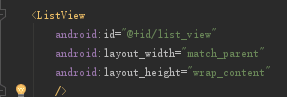 <ListView
android:id="@+id/list_view"
android:layout_width="match_parent"
android:layout_height="wrap_content"
/>